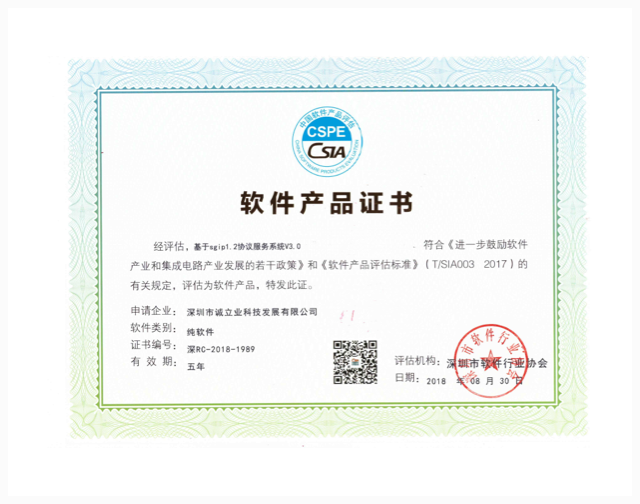 中国软件产品评估
CSPE
CSIA
CHINA SOFTWARE PRODUCTS EVALUATION
软件产品证书
经评估，基于sgip1.2协议服务系统V3.0 符合《进一步鼓励软件
产业和集成电路产业发展的若干政策》和《软件产品评估标准》（T/SIA003 2017）的
有关规定，评估为软件产品，特发此证。
申请企业： 深圳市诚立业科技发展有限公司
软件类别： 纯软件
证书编号： 深RC-2018-1989
有 效 期： 五年
评估机构： 深圳市软件行业协会
日期： 2018 年 08 月 30 日
深圳市软件行业协会